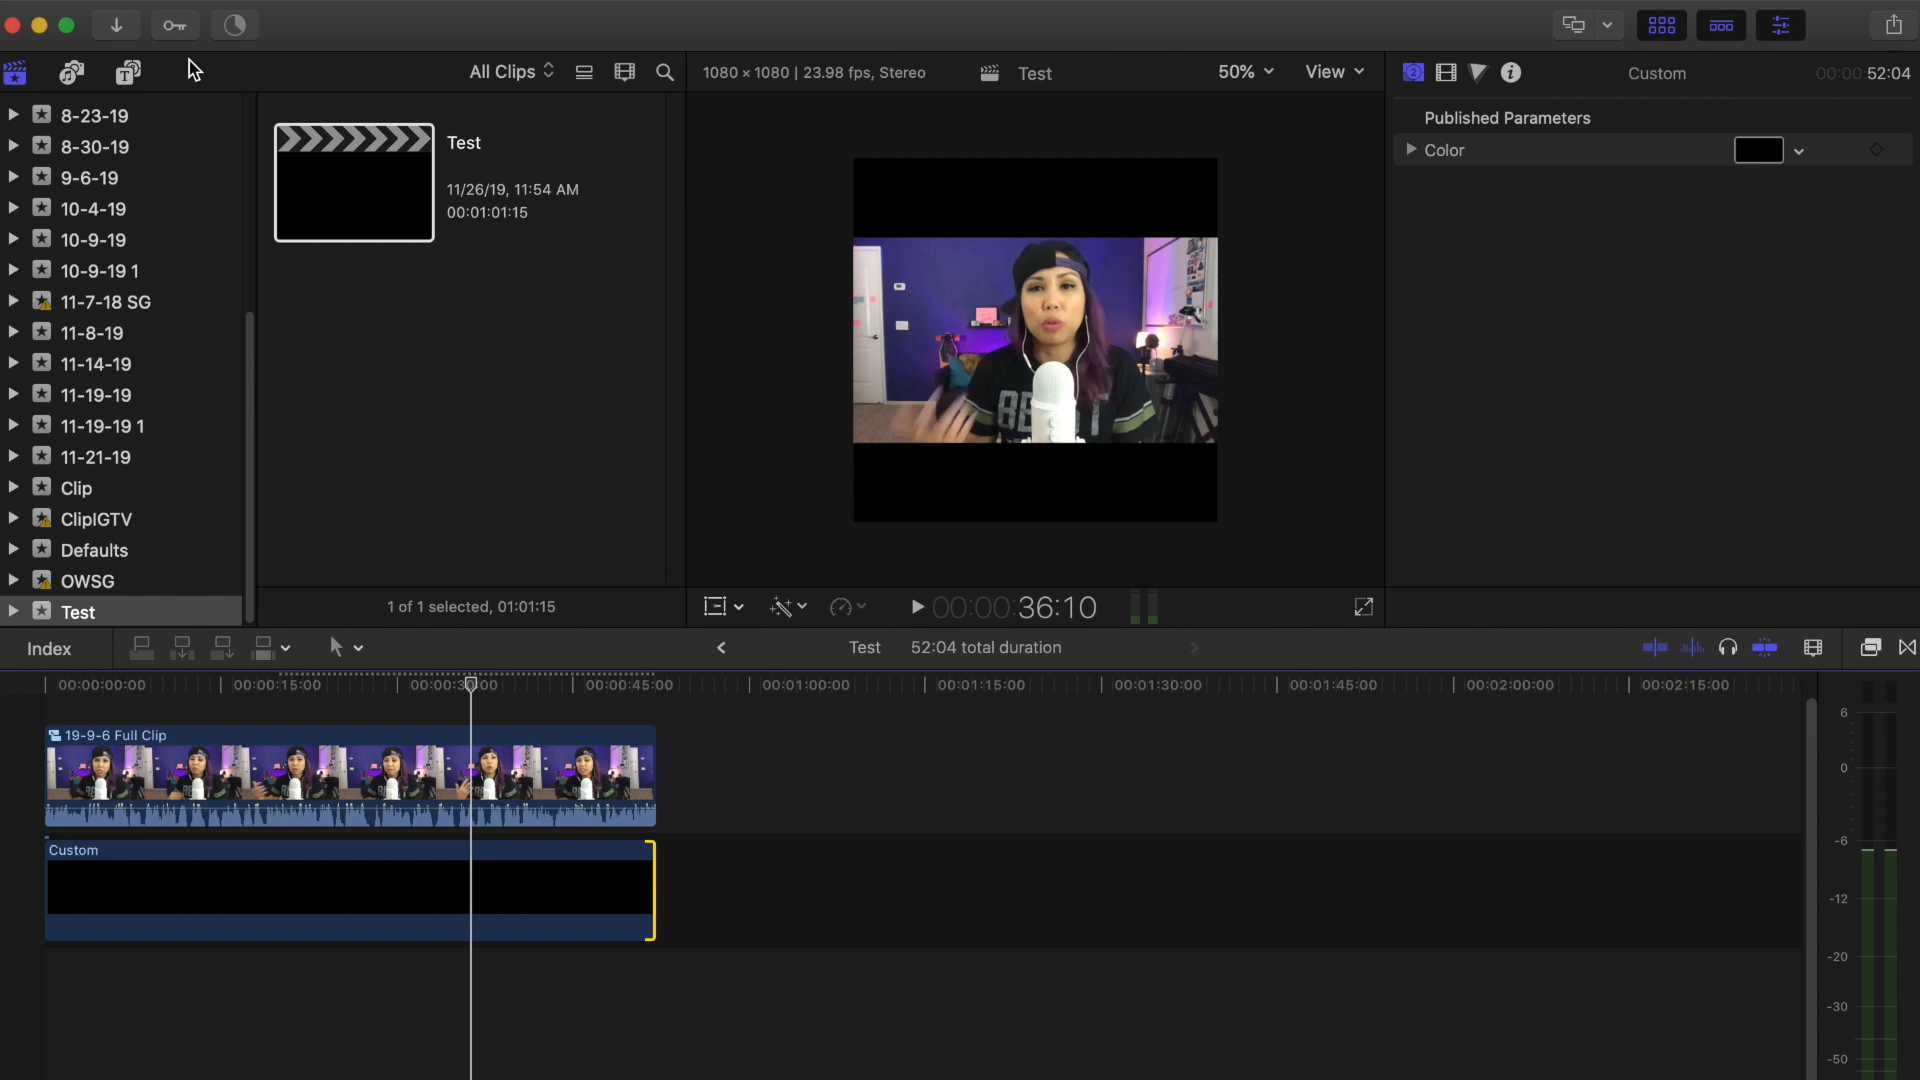 All Clips
1080 × 1080 | 23.98 fps, Stereo
Test
50%
View
Custom
00:00:52:04
8-23-19
8-30-19
9-6-19
10-4-19
10-9-19
10-9-19 1
11-7-18 SG
11-8-19
11-14-19
11-19-19
11-19-19 1
11-21-19
Clip
ClipIGTV
Defaults
OWSG
Test
Test
11/26/19, 11:54 AM
00:01:01:15
1 of 1 selected, 01:01:15
Published Parameters
Color
00:00:36:10
Index
Test
52:04 total duration
00:00:00:00
00:00:15:00
00:00:30:00
00:00:45:00
00:01:00:00
00:01:15:00
00:01:30:00
00:01:45:00
00:02:00:00
00:02:15:00
19-9-6 Full Clip
Custom
6
0
-6
-12
-20
-30
-50